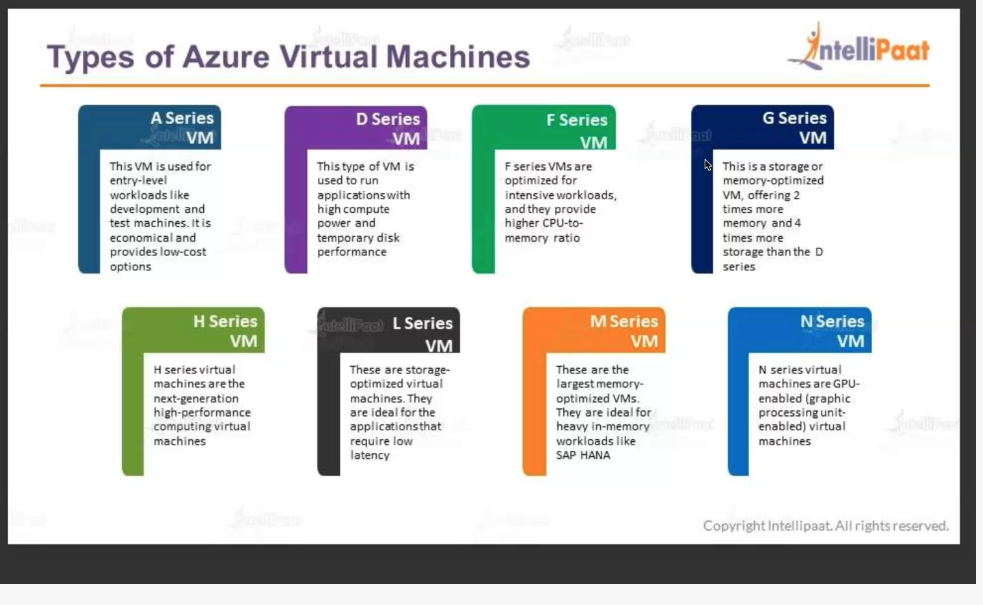 Types of Azure Virtual Machines
IntelliPaat
A Series
VM
This VM is used for
entry-level
workloads like
development and
test machines. It is
economical and
provides low-cost
options
D Series
VM
This type of VM is
used to run
applications with
high compute
power and
temporary disk
performance
F Series
VM
F series VMs are
optimized for
intensive workloads,
and they provide
higher CPU-to-
memory ratio
G Series
VM
This is a storage or
memory-optimized
VM, offering 2
times more
memory and 4
times more
storage than the D
series
H Series
VM
H series virtual
machines are the
next-generation
high-performance
computing virtual
machines
L Series
VM
These are storage-
optimized virtual
machines. They
are ideal for the
applications that
require low
latency
M Series
VM
These are the
largest memory-
optimized VMs.
They are ideal for
heavy in-memory
workloads like
SAP HANA
N Series
VM
N series virtual
machines are GPU-
enabled (graphic
processing unit-
enabled) virtual
machines
Copyright Intellipaat. All rights reserved.